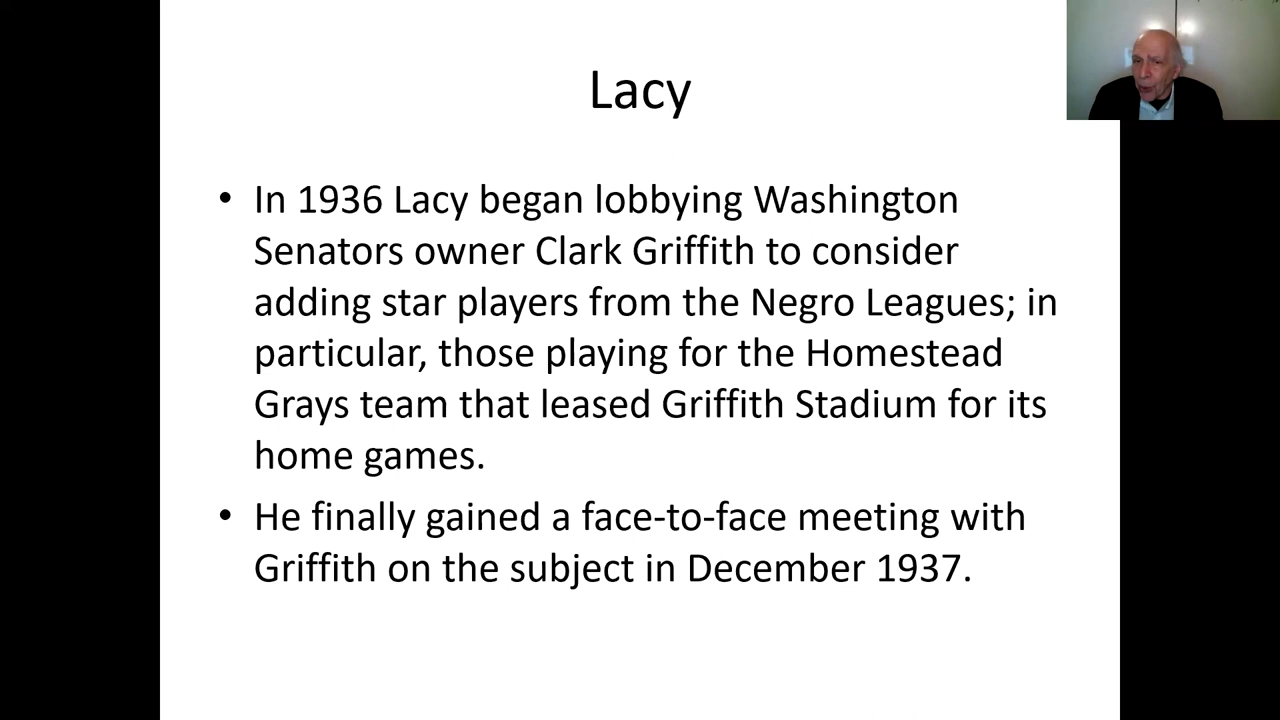 Lacy
• In 1936 Lacy began lobbying Washington
Senators owner Clark Griffith to consider
adding star players from the Negro Leagues; in
particular, those playing for the Homestead
Grays team that leased Griffith Stadium for its
home games.
• He finally gained a face-to-face meeting with
Griffith on the subject in December 1937.